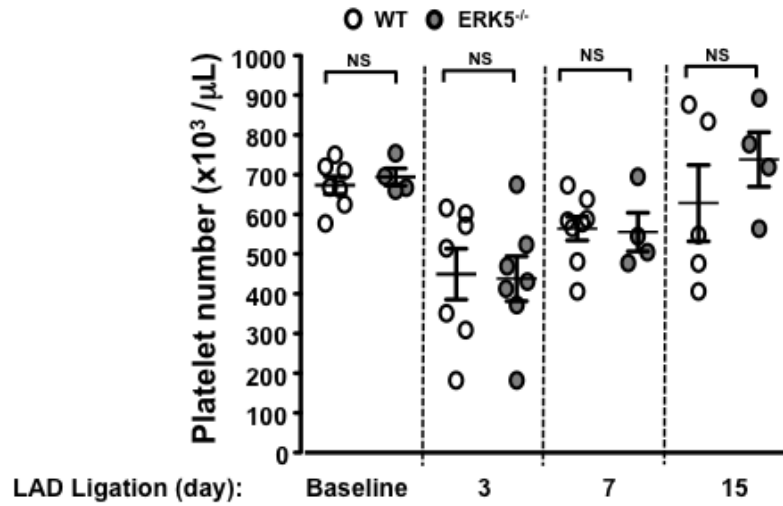 WT ERK5-/-
NS NS NS NS
Platelet number (x10³ /μL)
1000
900
800
700
600
500
400
300
200
100
0
LAD Ligation (day): Baseline 3 7 15